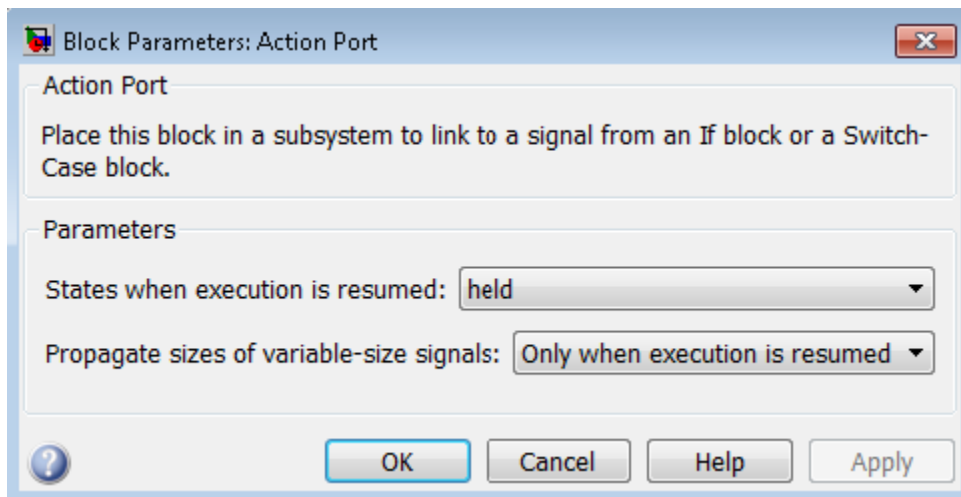 Block Parameters: Action Port
Action Port
Place this block in a subsystem to link to a signal from an If block or a Switch-
Case block.
Parameters
States when execution is resumed: held
Propagate sizes of variable-size signals: Only when execution is resumed
OK Cancel Help Apply